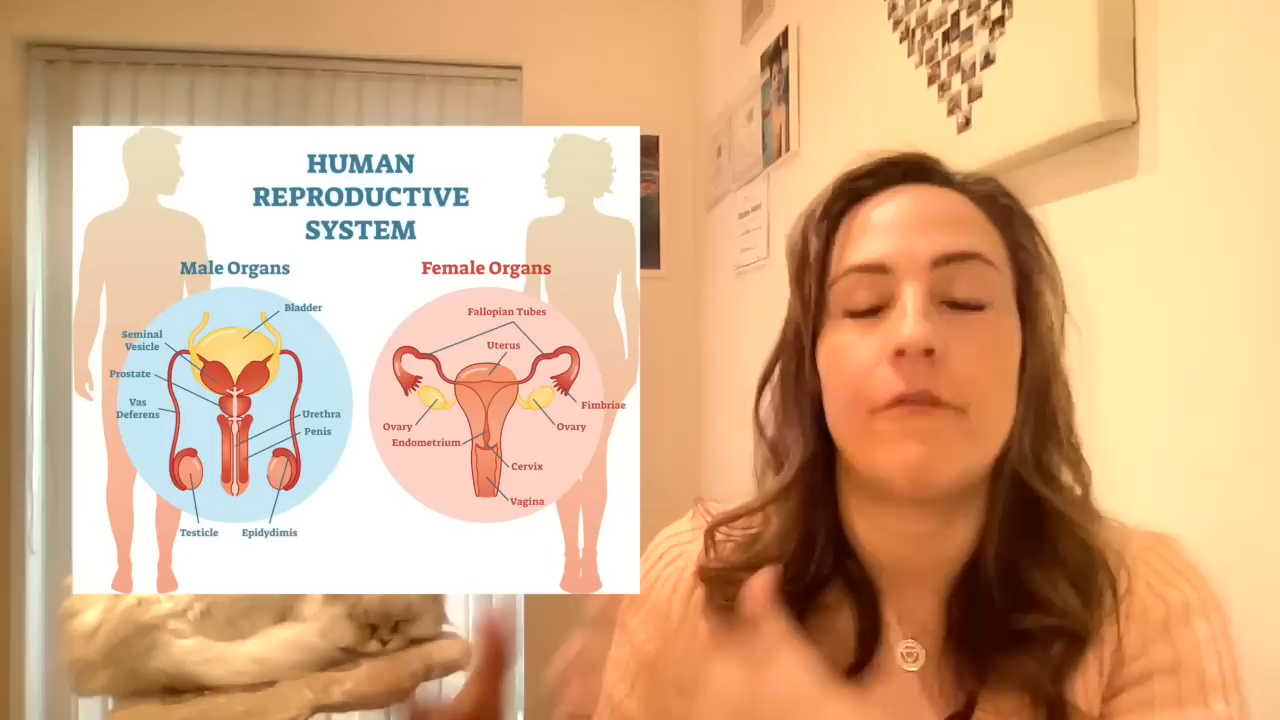 HUMAN
REPRODUCTIVE
SYSTEM
Male Organs
Female Organs
Bladder
Seminal
Vesicle
Prostate
Vas
Deferens
Urethra
Penis
Testicle
Epidydimis
Fallopian Tubes
Uterus
Fimbriae
Ovary
Ovary
Endometrium
Cervix
Vagina